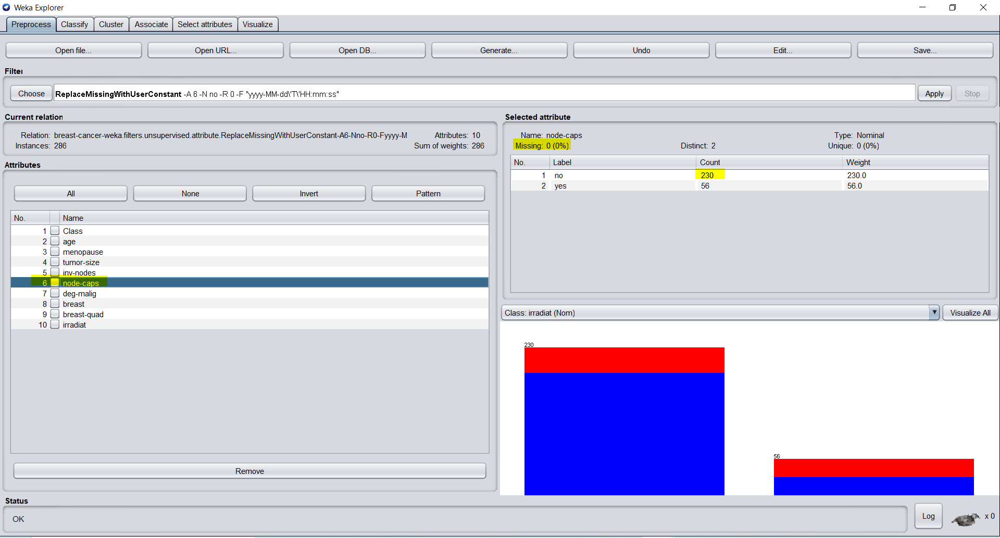 Weka Explorer
Preprocess Classify Cluster Associate Select attributes Visualize
Open file... Open URL... Open DB... Generate... Undo Edit... Save...
Filter
Choose ReplaceMissingWithUserConstant -A 6 -N no -R 0 -F "yyyy-MM-dd\'T\'HH:mm:ss" Apply Stop
Current relation
Relation: breast-cancer-weka.filters.unsupervised.attribute.ReplaceMissingWithUserConstant-A6-Nno-R0-Fyyyy-M Attributes: 10
Instances: 286 Sum of weights: 286
Attributes
All None Invert Pattern
No. Name
1 Class
2 age
3 menopause
4 tumor-size
5 inv-nodes
6 node-caps
7 deg-malig
8 breast
9 breast-quad
10 irradiat
Remove
Selected attribute
Name: node-caps Type: Nominal
Missing: 0 (0%) Distinct: 2 Unique: 0 (0%)
No. Label Count Weight
1 no 230 230.0
2 yes 56 56.0
Class: irradiat (Nom) Visualize All
230
56
Status
OK
Log x 0